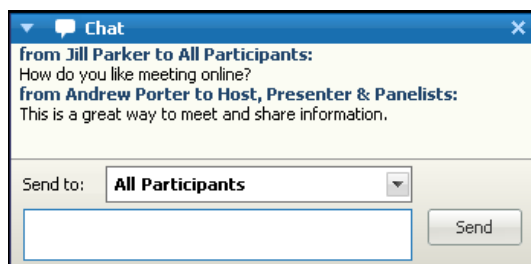 Chat
from Jill Parker to All Participants:
How do you like meeting online?
from Andrew Porter to Host, Presenter & Panelists:
This is a great way to meet and share information.
Send to: All Participants
Send